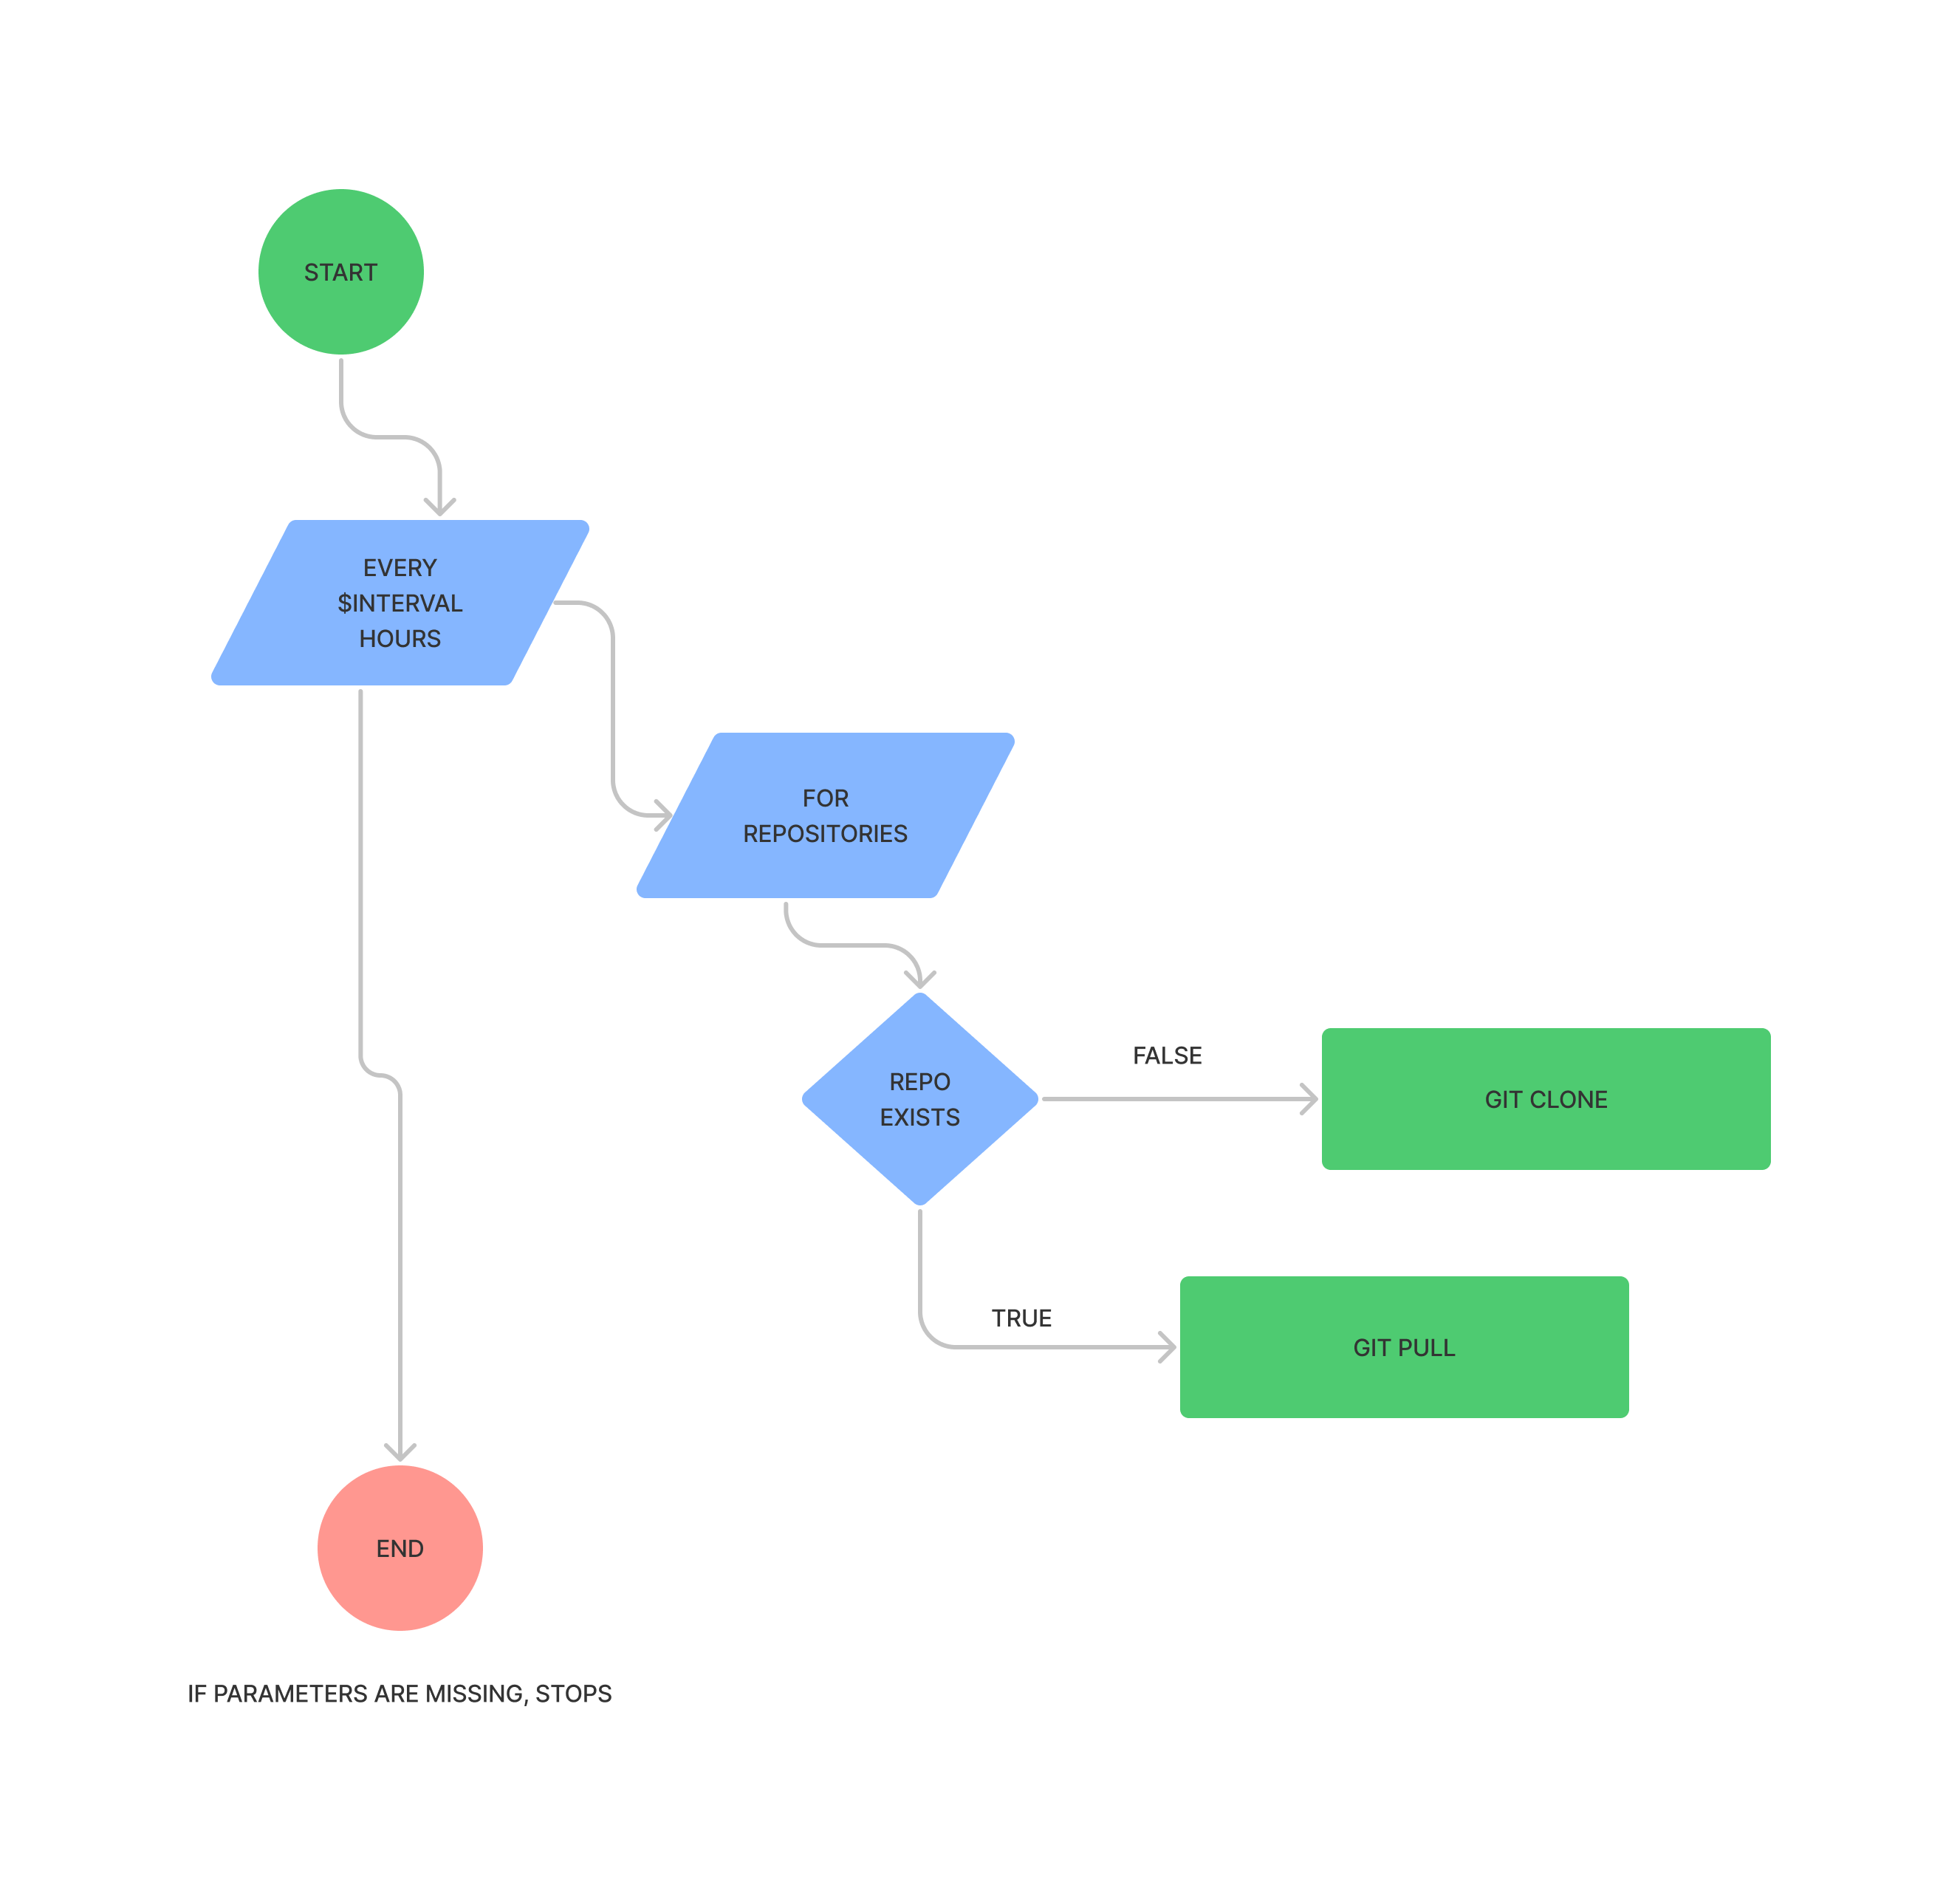 START
EVERY
$INTERVAL
HOURS
FOR
REPOSITORIES
REPO
EXISTS
FALSE
GIT CLONE
TRUE
GIT PULL
END
IF PARAMETERS ARE MISSING, STOPS